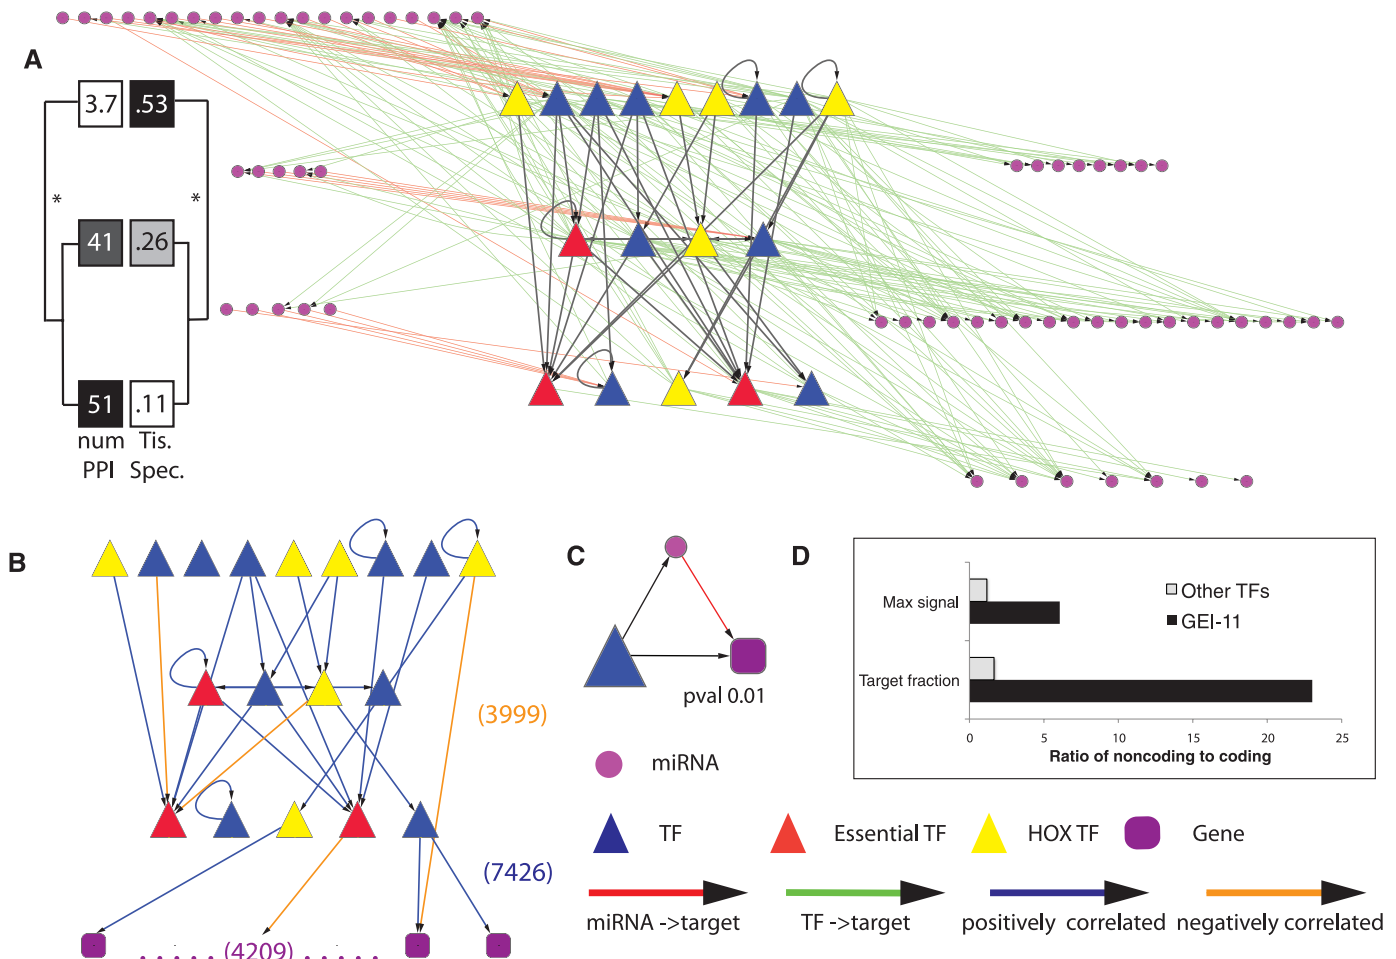 A
3.7 .53
*
*
41 .26
51 .11
num Tis.
PPI Spec.
B
(3999)
(7426)
(4209)
C
pval 0.01
D
Max signal
Target fraction
Other TFs
GEI-11
0 5 10 15 20 25
Ratio of noncoding to coding
miRNA
TF
Essential TF
HOX TF
Gene
miRNA ->target
TF ->target
positively correlated
negatively correlated